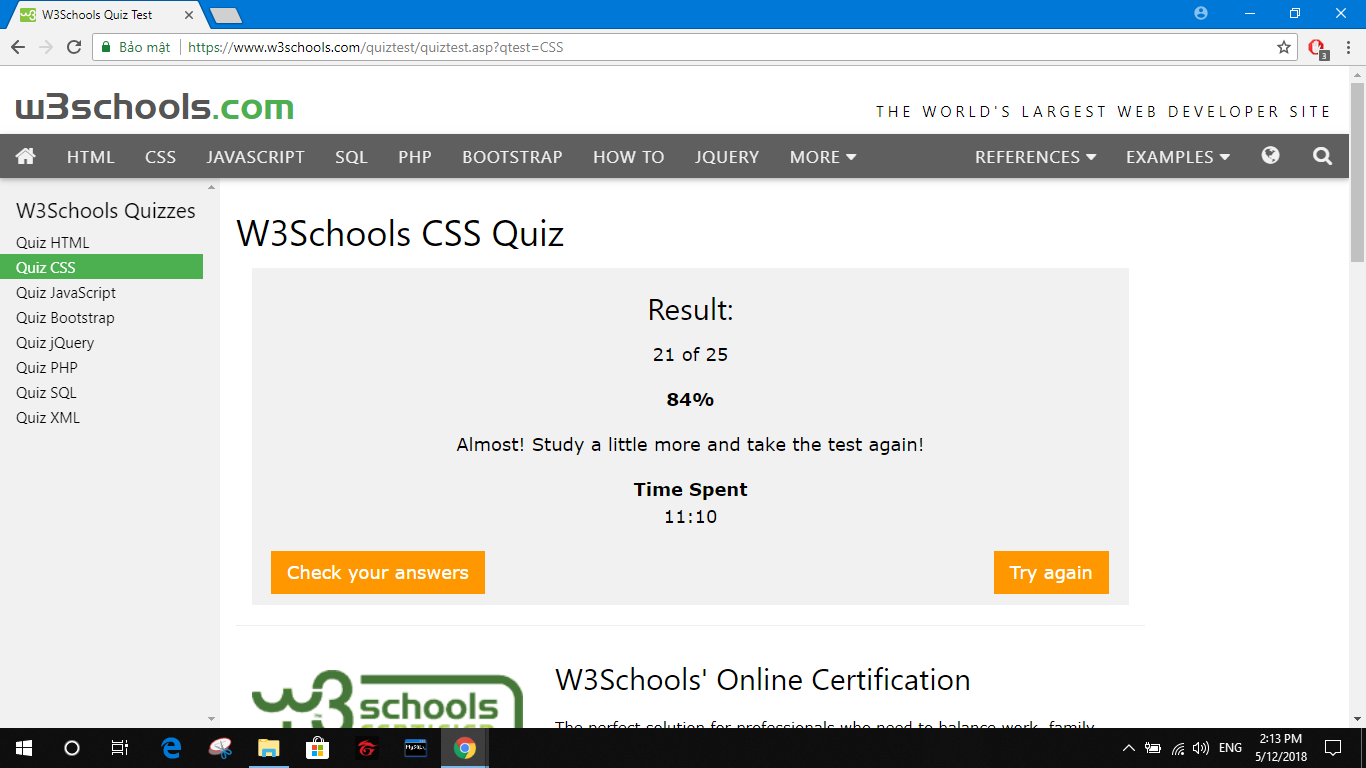 W3Schools Quiz Test
Bảo mật https://www.w3schools.com/quiztest/quiztest.asp?qtest=CSS
3
w3schools.com
THE WORLD'S LARGEST WEB DEVELOPER SITE
HTML CSS JAVASCRIPT SQL PHP BOOTSTRAP HOW TO JQUERY MORE REFERENCES EXAMPLES
W3Schools Quizzes
Quiz HTML
Quiz CSS
Quiz JavaScript
Quiz Bootstrap
Quiz jQuery
Quiz PHP
Quiz SQL
Quiz XML
W3Schools CSS Quiz
Result:
21 of 25
84%
Almost! Study a little more and take the test again!
Time Spent
11:10
Check your answers
Try again
w3schools
W3Schools' Online Certification
The perfect solution for professionals who need to balance work, family,
MySQL
ENG
2:13 PM
5/12/2018